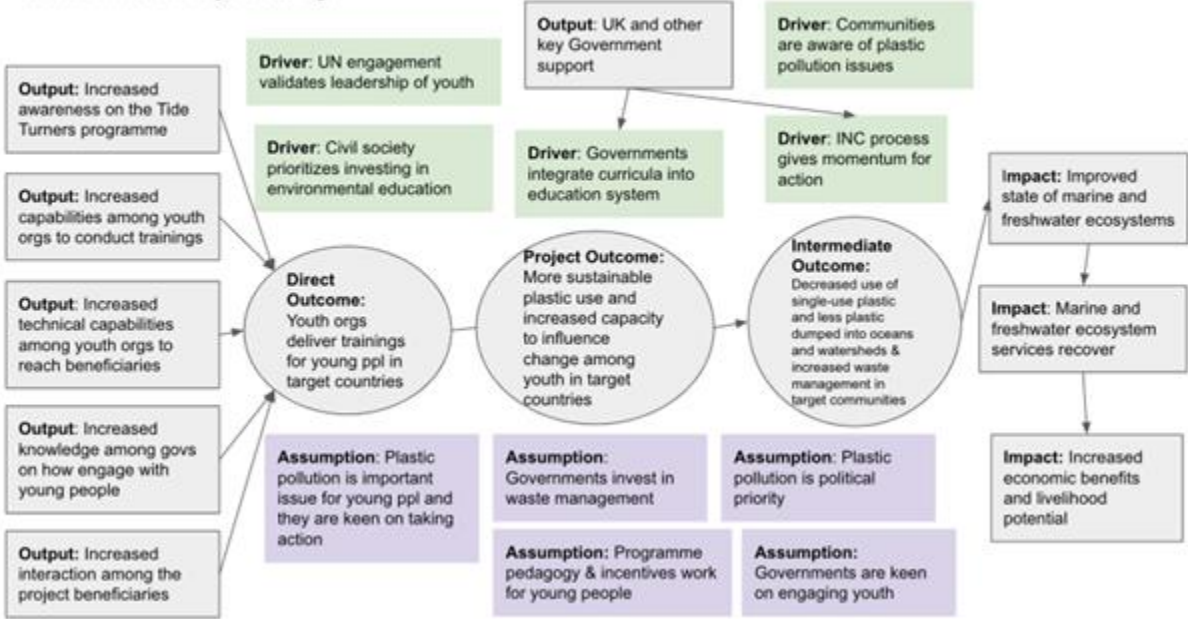 Output: Increased
awareness on the Tide
Turners programme
Output: Increased
capabilities among youth
orgs to conduct trainings
Output: Increased
technical capabilities
among youth orgs to
reach beneficiaries
Output: Increased
knowledge among govs
on how engage with
young people
Output: Increased
interaction among the
project beneficiaries
Driver: UN engagement
validates leadership of youth
Driver: Civil society
prioritizes investing in
environmental education
Output: UK and other
key Government
support
Driver: Governments
integrate curricula into
education system
Driver: Communities
are aware of plastic
pollution issues
Driver: INC process
gives momentum for
action
Direct
Outcome:
Youth orgs
deliver trainings
for young ppl in
target countries
Project Outcome:
More sustainable
plastic use and
increased capacity
to influence
change among
youth in target
countries
Intermediate
Outcome:
Decreased use of
single-use plastic
and less plastic
dumped into oceans
and watersheds &
increased waste
management in
target communities
Assumption: Plastic
pollution is important
issue for young ppl and
they are keen on taking
action
Assumption:
Governments invest in
waste management
Assumption: Programme
pedagogy & incentives work
for young people
Assumption: Plastic
pollution is political
priority
Assumption:
Governments are keen
on engaging youth
Impact: Improved
state of marine and
freshwater ecosystems
Impact: Marine and
freshwater ecosystem
services recover
Impact: Increased
economic benefits
and livelihood
potential